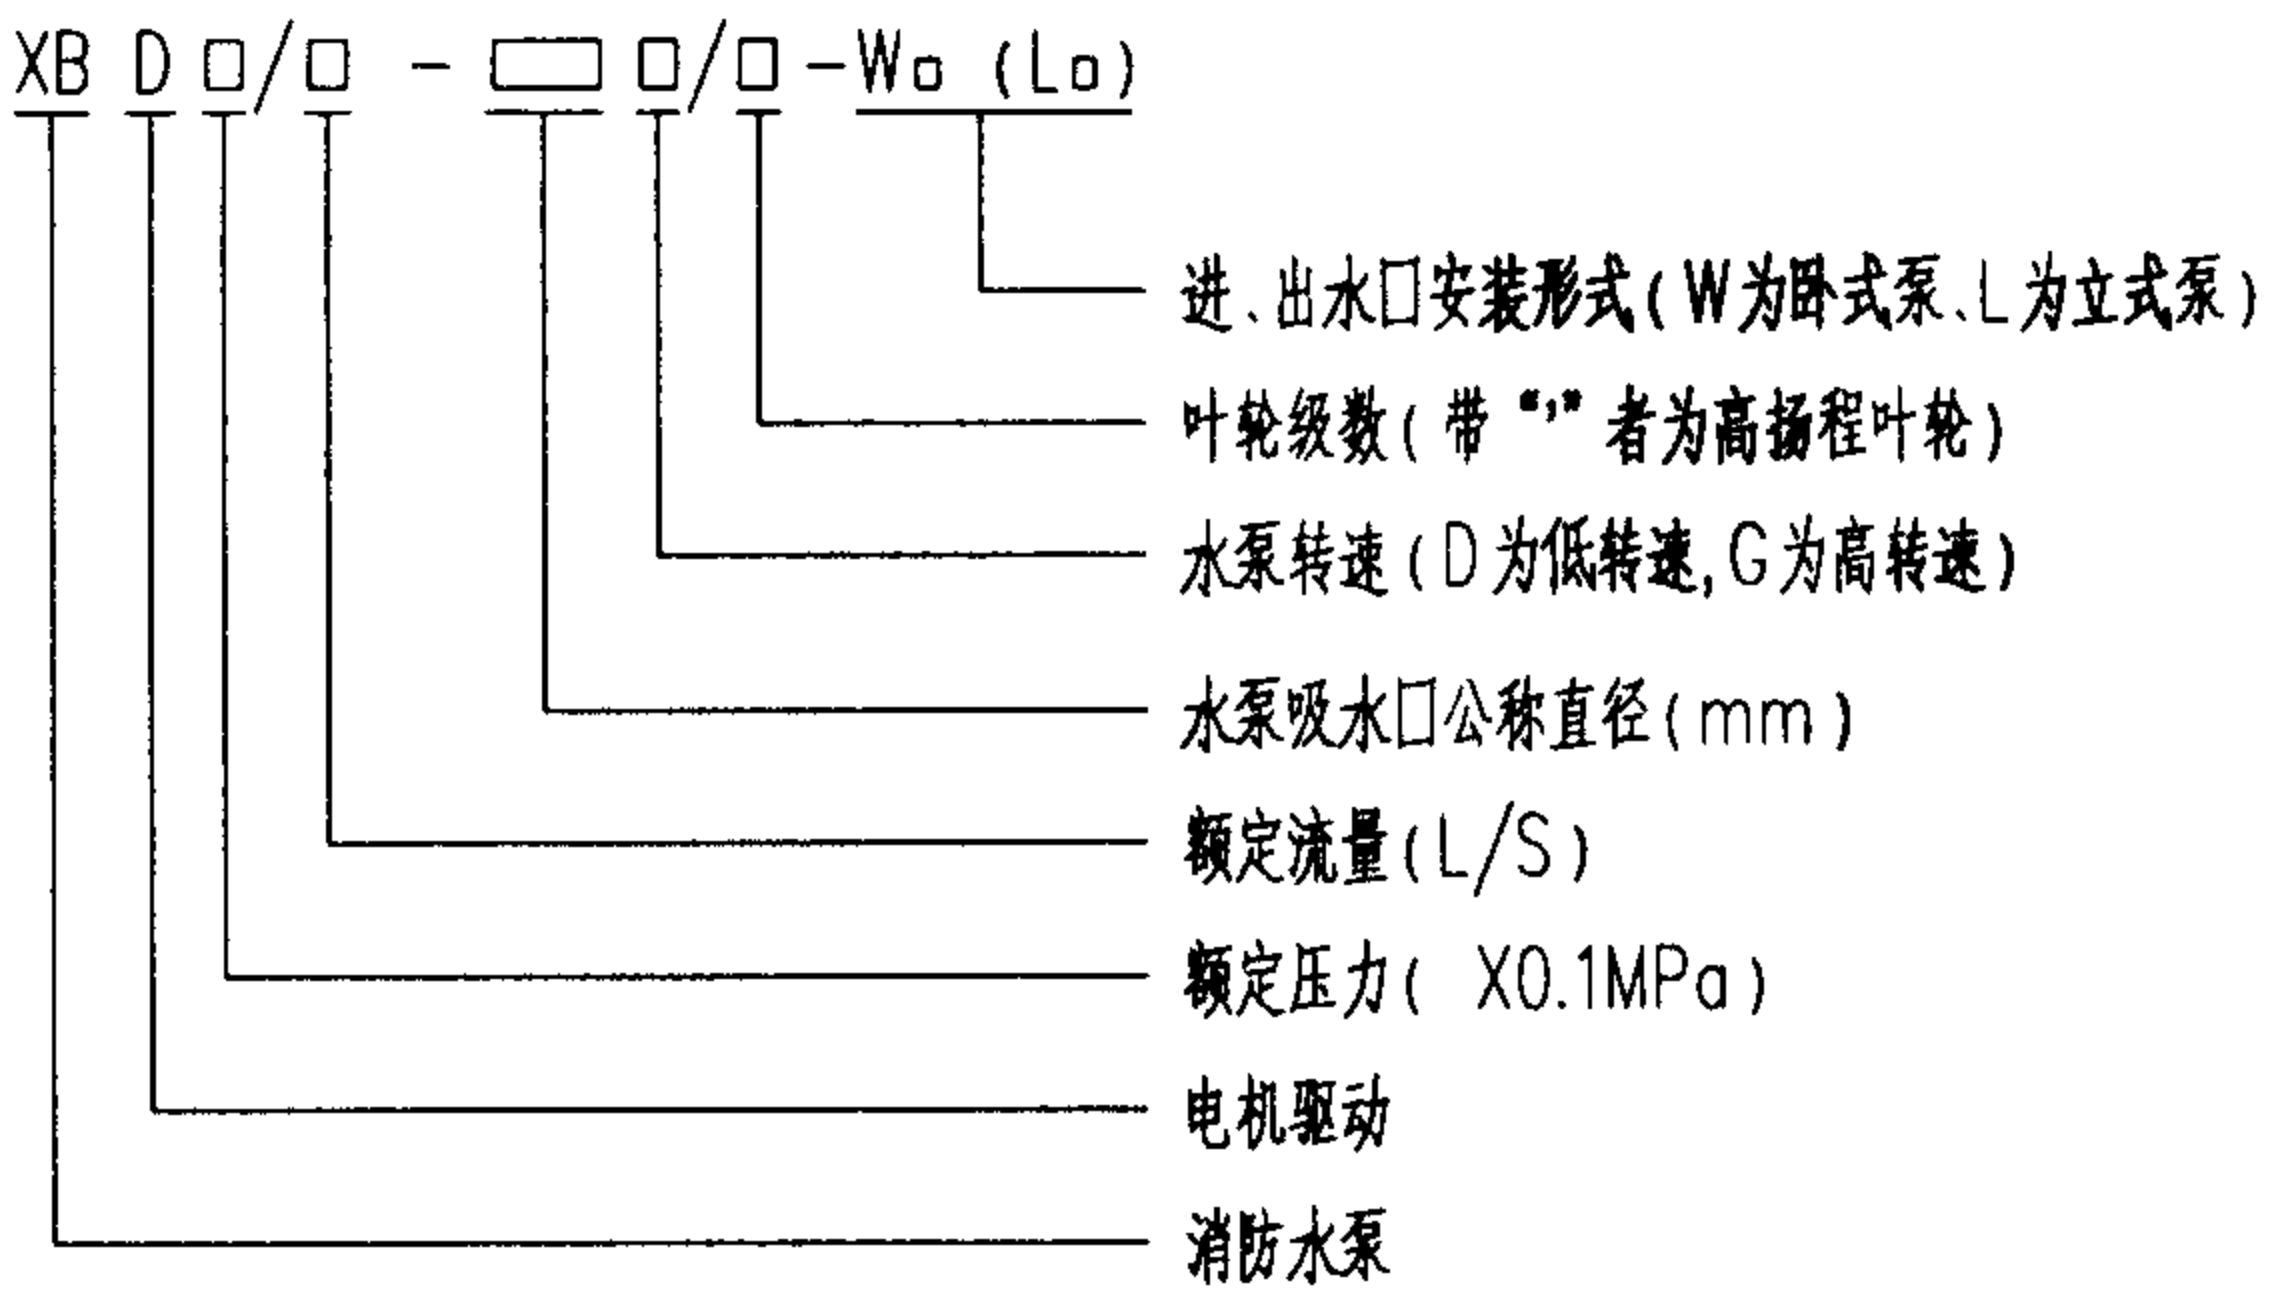 XB D□/□ - □ □/□ -Wa (La)
进、出水口安装形式(W为卧式泵、L为立式泵)
叶轮级数(带“,”者为高扬程叶轮)
水泵转速(D为低转速,G为高转速)
水泵吸水口公称直径(mm)
额定流量(L/S)
额定压力( X0.1MPa)
电机驱动
消防水泵